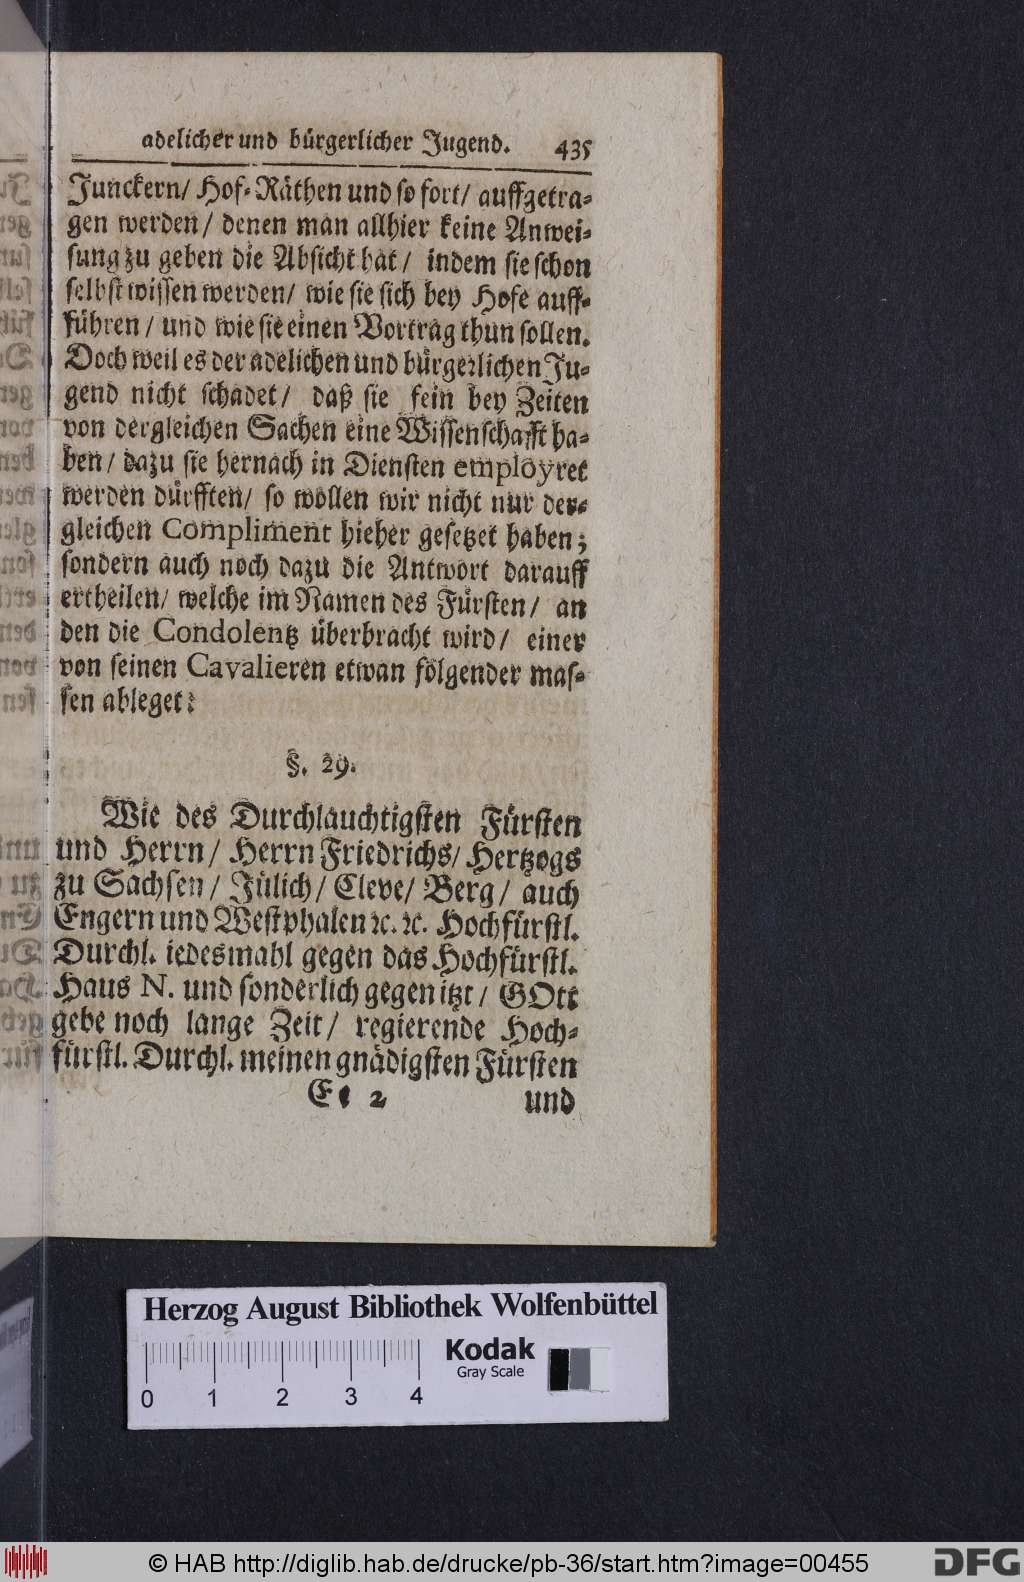 adelicher und bürgerlicher Jugend. 435
Junckern/ Hof-Räthen und so fort/ auffgetra-
gen werden/ denen man allhier keine Anwei-
sung zu geben die Absicht hat/ indem sie schon
selbst wissen werden/ wie sie sich bey Hofe auff-
führen/ und wie sie einen Vortrag thun sollen.
Doch weil es der adelichen und bürgerlichen Ju-
gend nicht schadet/ daß sie fein bey Zeiten
von dergleichen Sachen eine Wissenschafft ha-
ben/ dazu sie hernach in Diensten employret
werden dürfften/ so wollen wir nicht nur der-
gleichen Compliment hieher gesetzet haben;
sondern auch noch dazu die Antwort darauff
ertheilen/ welche im Namen des Fürsten/ an
den die Condolentz überbracht wird/ einer
von seinen Cavalieren etwan folgender mas-
sen ableget:
§. 29.
Wie des Durchlauchtigsten Fürsten
und Herrn/ Herrn Friedrichs/ Hertzogs
zu Sachsen/ Jülich/ Cleve/ Berg/ auch
Engern und Westphalen ꝛc. ꝛc. Hochfürstl.
Durchl. iedesmahl gegen das Hochfürstl.
Haus N. und sonderlich gegen itzt/ GOtt
gebe noch lange Zeit/ regierende Hoch-
fürstl. Durchl. meinen gnädigsten Fürsten
Ee 2 und
Herzog August Bibliothek Wolfenbüttel
Kodak
Gray Scale
0 1 2 3 4
© HAB http://diglib.hab.de/drucke/pb-36/start.htm?image=00455
DFG